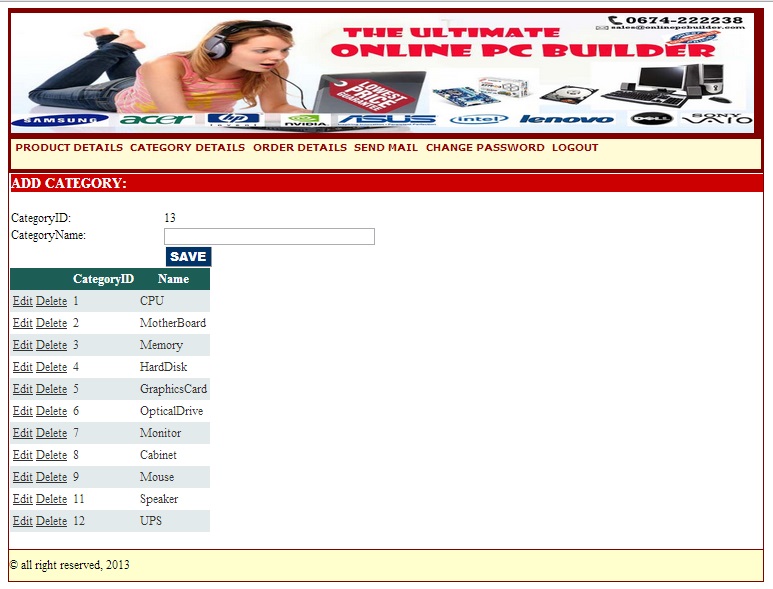 THE ULTIMATE
ONLINE PC BUILDER
0674-222238
sales@onlinepcbuilder.com
LOWEST
PRICE
GUARANTEE
SAMSUNG acer hp NVIDIA ASUS intel lenovo DELL SONY VAIO
invent
PRODUCT DETAILS CATEGORY DETAILS ORDER DETAILS SEND MAIL CHANGE PASSWORD LOGOUT
ADD CATEGORY:
CategoryID: 13
CategoryName:
SAVE
CategoryID Name
Edit Delete 1 CPU
Edit Delete 2 MotherBoard
Edit Delete 3 Memory
Edit Delete 4 HardDisk
Edit Delete 5 GraphicsCard
Edit Delete 6 OpticalDrive
Edit Delete 7 Monitor
Edit Delete 8 Cabinet
Edit Delete 9 Mouse
Edit Delete 11 Speaker
Edit Delete 12 UPS
© all right reserved, 2013